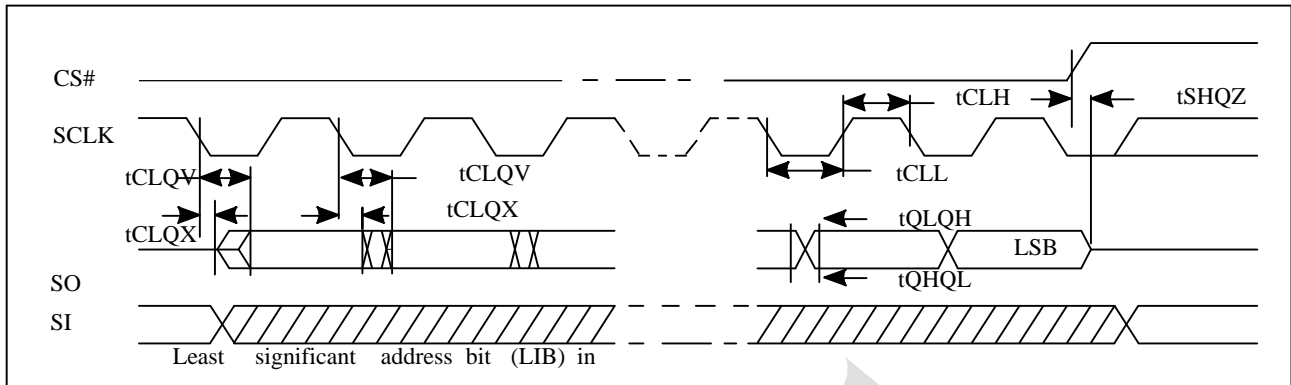 CS#
tCLH
tSHQZ
SCLK
tCLQV
tCLQV
tCLL
tCLQX
tCLQX
tQLQH
LSB
tQHQL
SO
SI
Least significant address bit (LIB) in